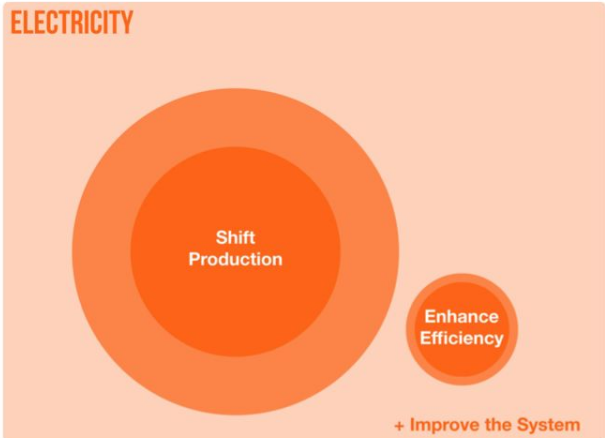 ELECTRICITY
Shift
Production
Enhance
Efficiency
+ Improve the System